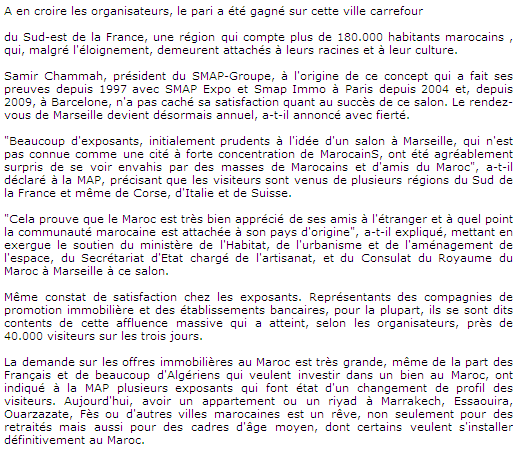 A en croire les organisateurs, le pari a été gagné sur cette ville carrefour
du Sud-est de la France, une région qui compte plus de 180.000 habitants marocains ,
qui, malgré l'éloignement, demeurent attachés à leurs racines et à leur culture.
Samir Chammah, président du SMAP-Groupe, à l'origine de ce concept qui a fait ses
preuves depuis 1997 avec SMAP Expo et Smap Immo à Paris depuis 2004 et, depuis
2009, à Barcelone, n'a pas caché sa satisfaction quant au succès de ce salon. Le rendez-
vous de Marseille devient désormais annuel, a-t-il annoncé avec fierté.
"Beaucoup d'exposants, initialement prudents à l'idée d'un salon à Marseille, qui n'est
pas connue comme une cité à forte concentration de MarocainS, ont été agréablement
surpris de se voir envahis par des masses de Marocains et d'amis du Maroc", a-t-il
déclaré à la MAP, précisant que les visiteurs sont venus de plusieurs régions du Sud de
la France et même de Corse, d'Italie et de Suisse.
"Cela prouve que le Maroc est très bien apprécié de ses amis à l'étranger et à quel point
la communauté marocaine est attachée à son pays d'origine", a-t-il expliqué, mettant en
exergue le soutien du ministère de l'Habitat, de l'urbanisme et de l'aménagement de
l'espace, du Secrétariat d'Etat chargé de l'artisanat, et du Consulat du Royaume du
Maroc à Marseille à ce salon.
Même constat de satisfaction chez les exposants. Représentants des compagnies de
promotion immobilière et des établissements bancaires, pour la plupart, ils se sont dits
contents de cette affluence massive qui a atteint, selon les organisateurs, près de
40.000 visiteurs sur les trois jours.
La demande sur les offres immobilières au Maroc est très grande, même de la part des
Français et de beaucoup d'Algériens qui veulent investir dans un bien au Maroc, ont
indiqué à la MAP plusieurs exposants qui font état d'un changement de profil des
visiteurs. Aujourd'hui, avoir un appartement ou un riyad à Marrakech, Essaouira,
Ouarzazate, Fès ou d'autres villes marocaines est un rêve, non seulement pour des
retraités mais aussi pour des cadres d'âge moyen, dont certains veulent s'installer
définitivement au Maroc.